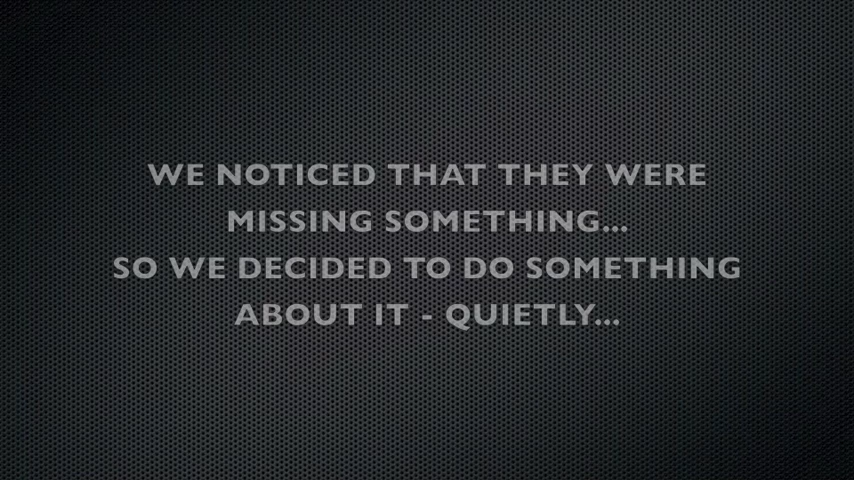 WE NOTICED THAT THEY WERE
MISSING SOMETHING...
SO WE DECIDED TO DO SOMETHING
ABOUT IT - QUIETLY...